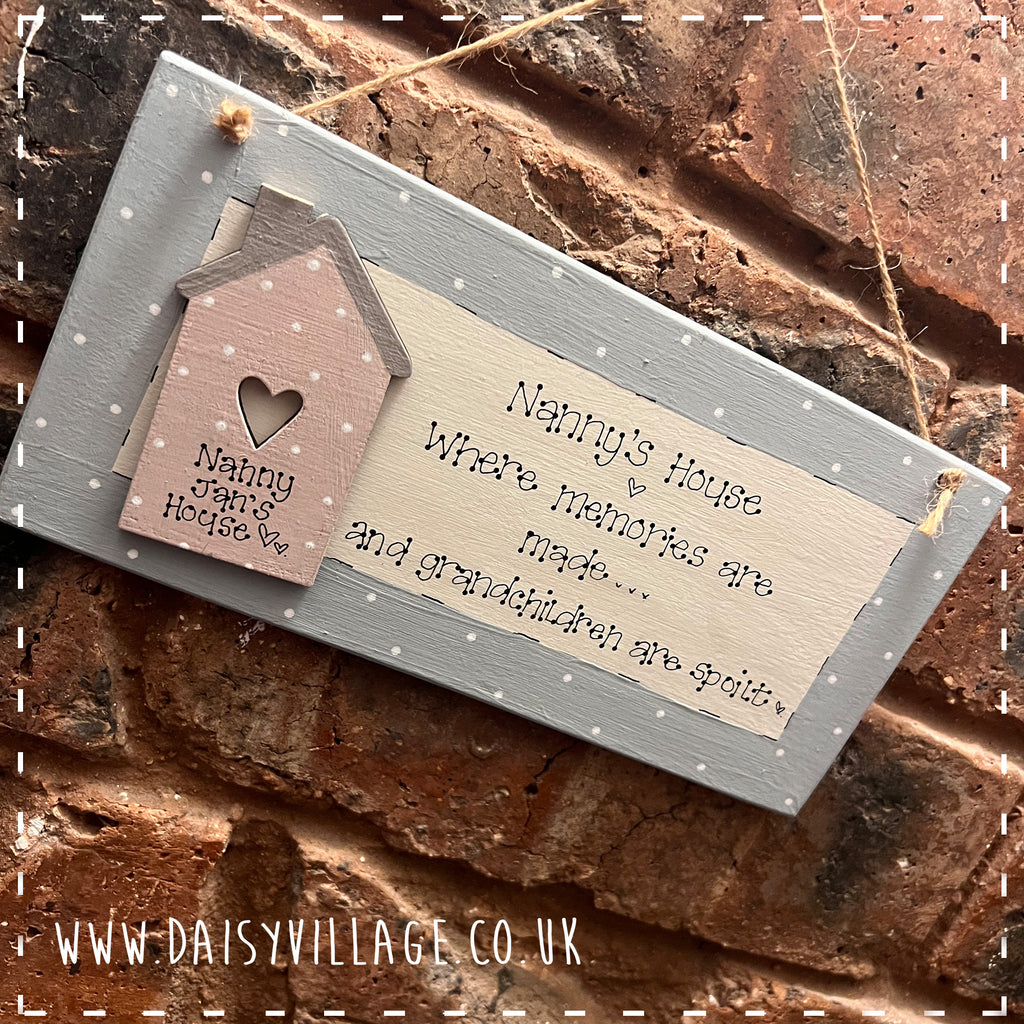 Nanny
Jan's
House
Nanny's House
Where memories are
made...
and grandchildren are spoilt
www.daisyvillage.co.uk